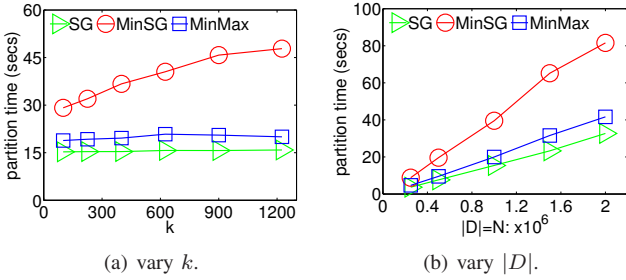 60
45
30
15
0
partition time (secs)
SG MinSG MinMax
0 300 600 900 1200
k
(a) vary k.
100
80
60
40
20
0
partition time (secs)
SG MinSG MinMax
0.4 0.8 1.2 1.6 2
|D|=N: x10^6
(b) vary |D|.